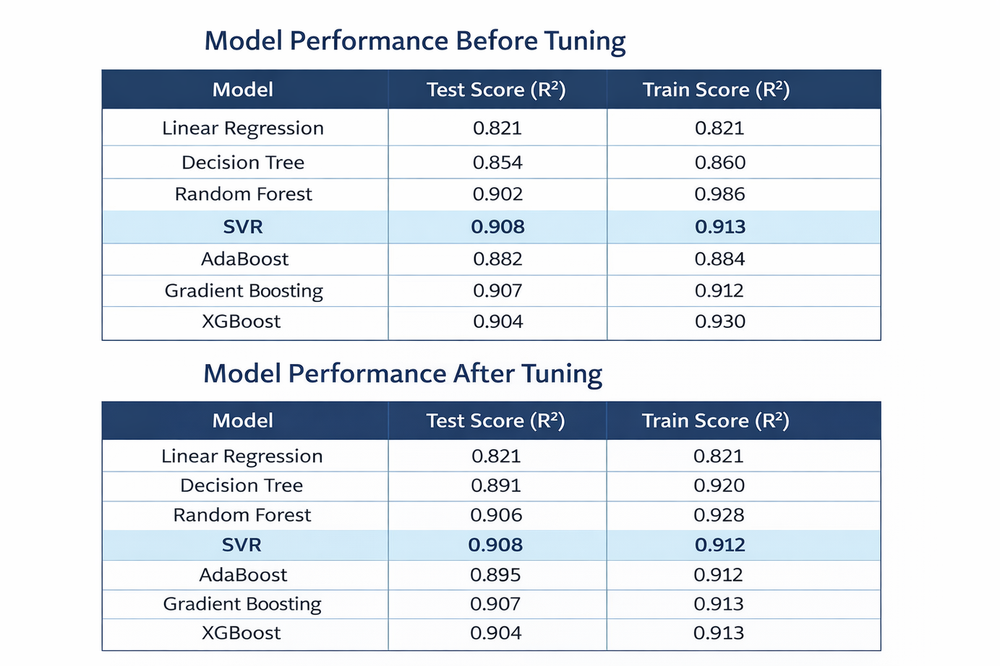 Model Performance Before Tuning
Model Test Score (R²) Train Score (R²)
Linear Regression 0.821 0.821
Decision Tree 0.854 0.860
Random Forest 0.902 0.986
SVR 0.908 0.913
AdaBoost 0.882 0.884
Gradient Boosting 0.907 0.912
XGBoost 0.904 0.930
Model Performance After Tuning
Model Test Score (R²) Train Score (R²)
Linear Regression 0.821 0.821
Decision Tree 0.891 0.920
Random Forest 0.906 0.928
SVR 0.908 0.912
AdaBoost 0.895 0.912
Gradient Boosting 0.907 0.913
XGBoost 0.904 0.913